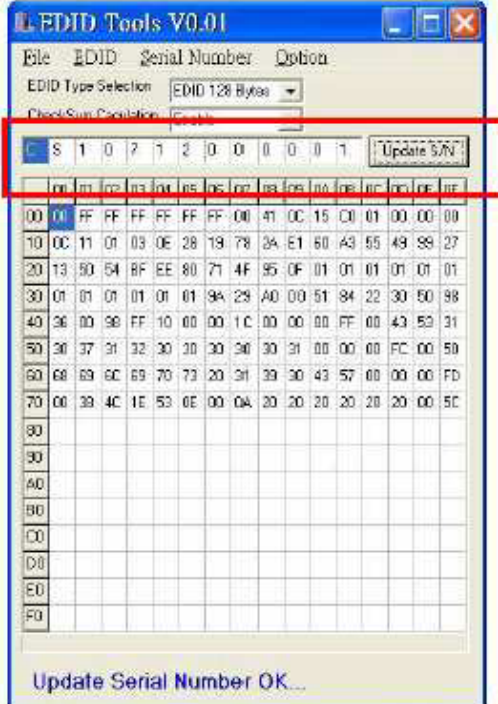 EDID Tools V0.01
File EDID Serial Number Option
EDID Type Selection EDID 128 Bytes
CheckSum Caculation Enable
C S 1 0 7 1 2 0 0 0 0 0 1 Update S/N
00 01 02 03 04 05 06 07 08 09 0A 0B 0C 0D 0E 0F
00 00 FF FF FF FF FF FF 00 41 0C 15 C0 01 00 00 00
10 0C 11 01 03 0E 28 19 78 2A E1 60 A3 55 49 99 27
20 13 50 54 BF EE 80 71 4F 95 0F 01 01 01 01 01 01
30 01 01 01 01 01 01 9A 29 A0 D0 51 84 22 30 50 98
40 36 00 98 FF 10 00 00 1C 00 00 00 FF 00 43 53 31
50 30 37 31 32 30 30 30 30 30 31 00 00 00 FC 00 50
60 68 69 6C 69 70 73 20 31 39 30 43 57 00 00 00 FD
70 00 38 4C 1E 53 0E 00 0A 20 20 20 20 20 20 00 5C
80
90
A0
B0
C0
D0
E0
F0
Update Serial Number OK...